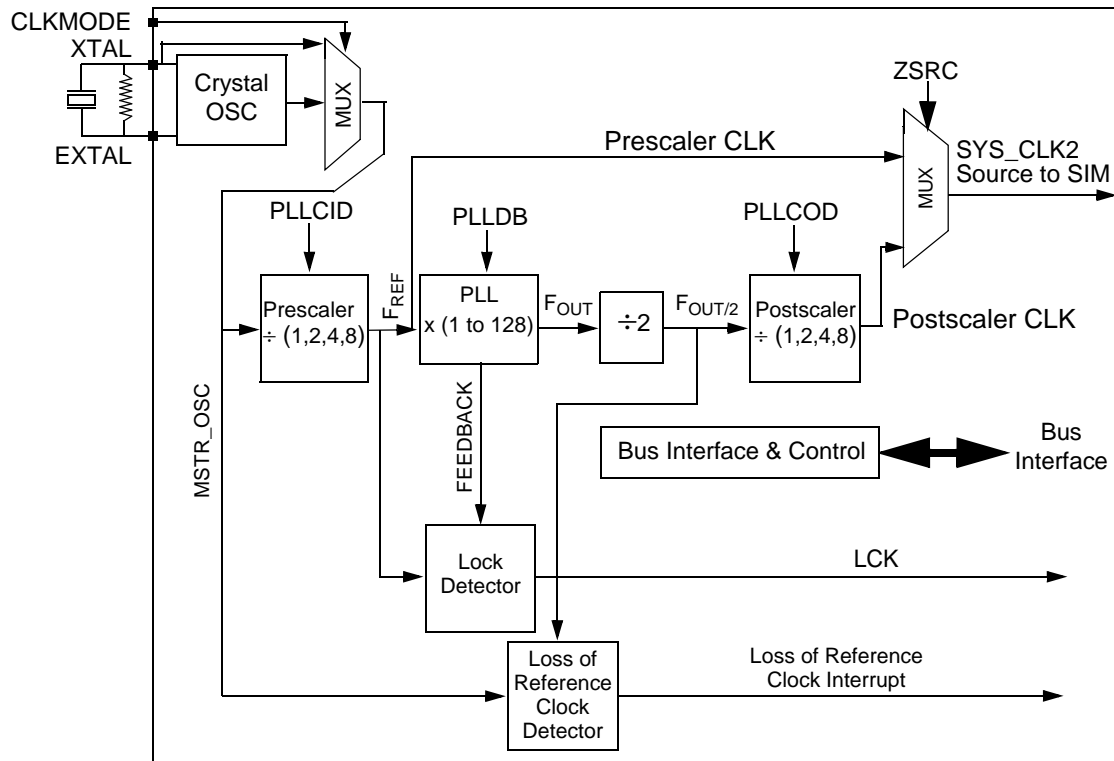 CLKMODE
XTAL
EXTAL
Crystal
OSC
MUX
ZSRC
Prescaler CLK
MUX
SYS_CLK2
Source to SIM
PLLCID
PLLDB
PLLCOD
Prescaler
÷ (1,2,4,8)
FREF
PLL
x (1 to 128)
FOUT
÷2
FOUT/2
Postscaler
÷ (1,2,4,8)
Postscaler CLK
MSTR_OSC
FEEDBACK
Bus Interface & Control
Bus
Interface
Lock
Detector
LCK
Loss of
Reference
Clock
Detector
Loss of Reference
Clock Interrupt